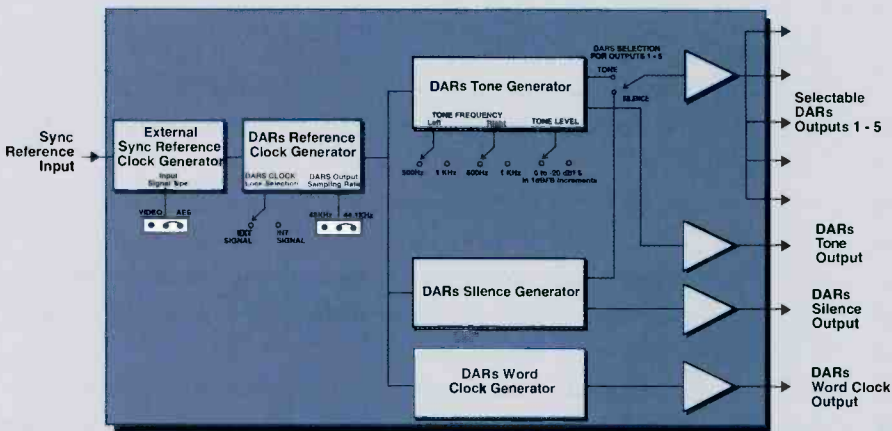 Sync
Reference
Input
External
Sync Reference
Clock Generator
Input
Signal Type
VIDEO AES
DARs Reference
Clock Generator
DARS CLOCK
Lock Selection
DARS Output
Sampling Rate
EXT
SIGNAL
INT
SIGNAL
48KHz 44.1KHz
DARs Tone Generator
TONE FREQUENCY
Left Right
TONE LEVEL
500Hz 1 KHz 1 KHz
0 to -20 dBFS
in 1dBFB increments
DARS SELECTION
FOR OUTPUTS 1 - 5
TONE
SILENCE
DARs Silence Generator
DARs Word
Clock Generator
Selectable
DARs
Outputs 1 - 5
DARs
Tone
Output
DARs
Silence
Output
DARs
Word Clock
Output